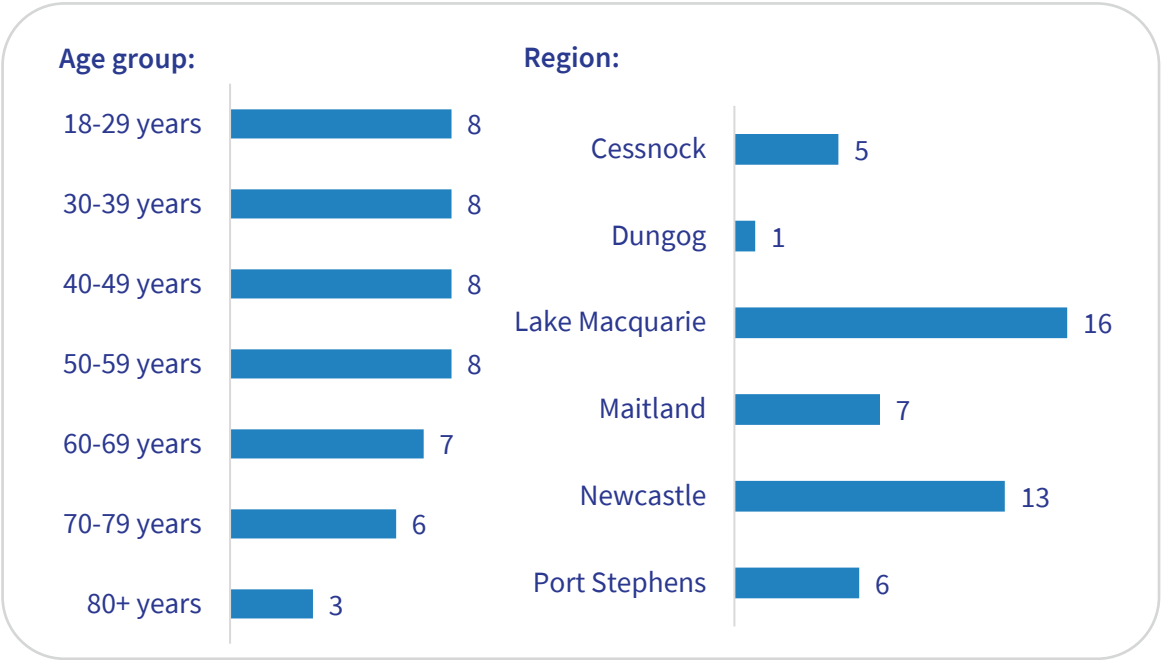 Age group:
18-29 years 8
30-39 years 8
40-49 years 8
50-59 years 8
60-69 years 7
70-79 years 6
80+ years 3
Region:
Cessnock 5
Dungog 1
Lake Macquarie 16
Maitland 7
Newcastle 13
Port Stephens 6